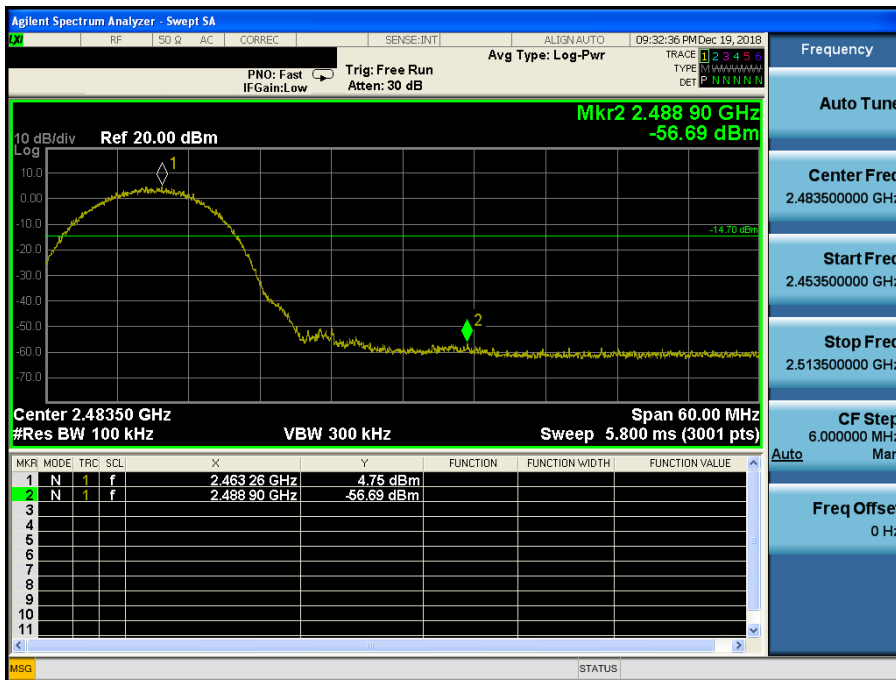 Agilent Spectrum Analyzer - Swept SA
LXI RF 50 Ω AC CORREC SENSE:INT ALIGN AUTO 09:32:36 PM Dec 19, 2018
Avg Type: Log-Pwr TRACE 1 2 3 4 5 6
PNO: Fast Trig: Free Run TYPE M WWWWW
IFGain:Low Atten: 30 dB DET P N N N N N
Mkr2 2.488 90 GHz
-56.69 dBm
10 dB/div Ref 20.00 dBm
Log
1
10.0
0.00
-10.0
-14.70 dBm
-20.0
-30.0
-40.0
2
-50.0
-60.0
-70.0
Center 2.48350 GHz Span 60.00 MHz
#Res BW 100 kHz VBW 300 kHz Sweep 5.800 ms (3001 pts)
MKR MODE TRC SCL X Y FUNCTION FUNCTION WIDTH FUNCTION VALUE
1 N 1 f 2.463 26 GHz 4.75 dBm
2 N 1 f 2.488 90 GHz -56.69 dBm
3
4
5
6
7
8
9
10
11
MSG STATUS
Frequency
Auto Tune
Center Freq
2.483500000 GHz
Start Freq
2.453500000 GHz
Stop Freq
2.513500000 GHz
CF Step
6.000000 MHz
Auto Man
Freq Offset
0 Hz